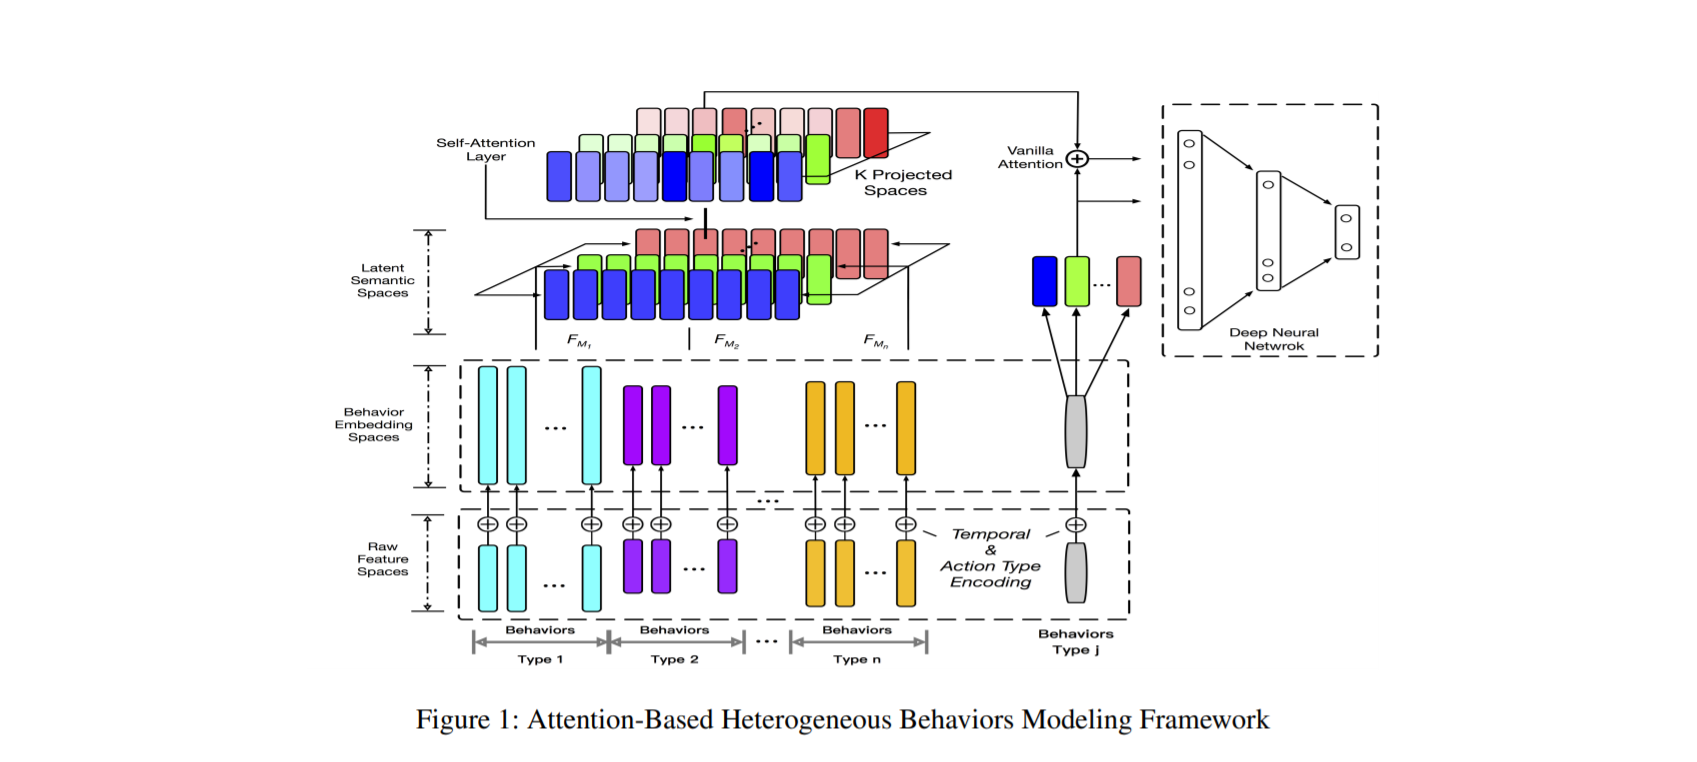 Self-Attention
Layer
K Projected
Spaces
Vanilla
Attention
Deep Neural
Netwrok
Latent
Semantic
Spaces
F_{M_1}
F_{M_2}
F_{M_n}
Behavior
Embedding
Spaces
...
...
...
...
...
Raw
Feature
Spaces
...
...
...
Temporal
&
Action Type
Encoding
Behaviors
Type 1
Behaviors
Type 2
...
Behaviors
Type n
Behaviors
Type j
Figure 1: Attention-Based Heterogeneous Behaviors Modeling Framework